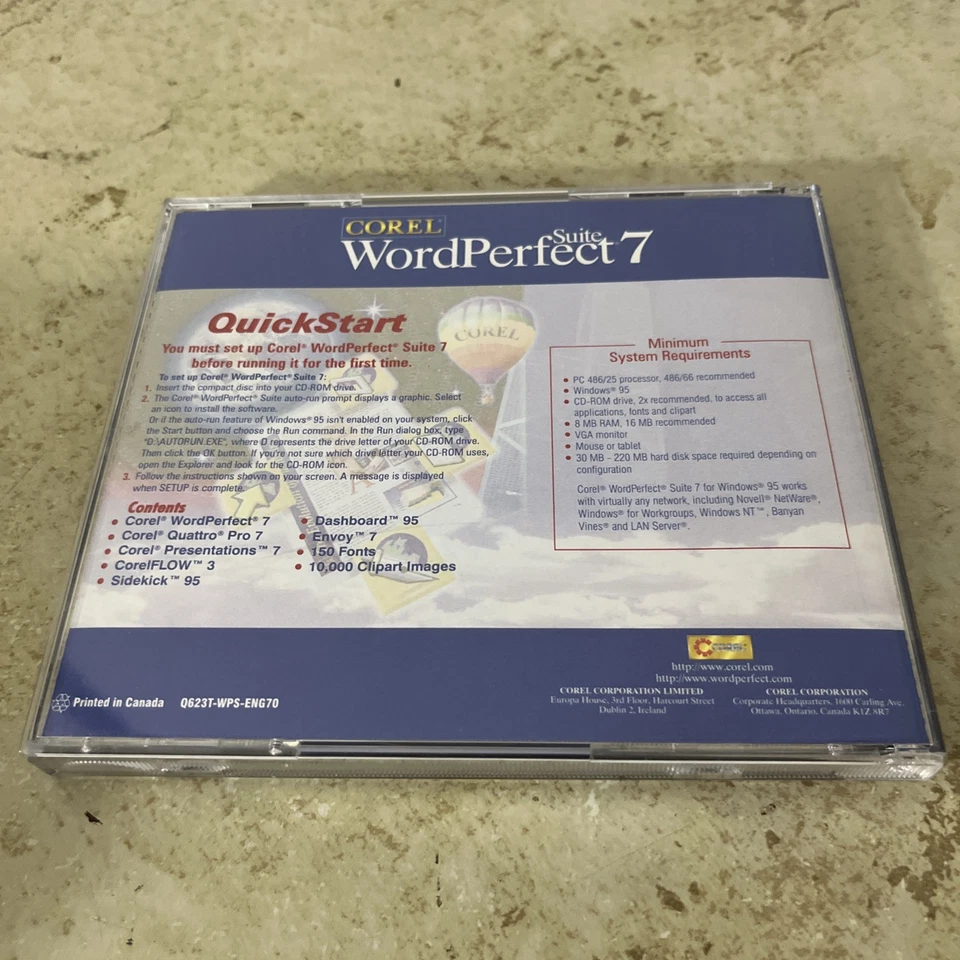 COREL®
WordPerfect® Suite 7
QuickStart
You must set up Corel® WordPerfect® Suite 7
before running it for the first time.
To set up Corel® WordPerfect® Suite 7:
1. Insert the compact disc into your CD-ROM drive.
2. The Corel® WordPerfect® Suite auto-run prompt displays a graphic. Select
an icon to install the software.
Or if the auto-run feature of Windows® 95 isn't enabled on your system, click
the Start button and choose the Run command. In the Run dialog box, type
"D:\AUTORUN.EXE", where D represents the drive letter of your CD-ROM drive.
Then click the OK button. If you're not sure which drive letter your CD-ROM uses,
open the Explorer and look for the CD-ROM icon.
3. Follow the instructions shown on your screen. A message is displayed
when SETUP is complete.
Contents
• Corel® WordPerfect® 7
• Corel® Quattro® Pro 7
• Corel® Presentations™ 7
• CorelFLOW™ 3
• Sidekick™ 95
• Dashboard™ 95
• Envoy™ 7
• 150 Fonts
• 10,000 Clipart Images
COREL
Minimum
System Requirements
• PC 486/25 processor, 486/66 recommended
• Windows® 95
• CD-ROM drive, 2x recommended, to access all
applications, fonts and clipart
• 8 MB RAM, 16 MB recommended
• VGA monitor
• Mouse or tablet
• 30 MB - 220 MB hard disk space required depending on
configuration
Corel® WordPerfect® Suite 7 for Windows® 95 works
with virtually any network, including Novell® NetWare®,
Windows® for Workgroups, Windows NT™, Banyan
Vines® and LAN Server®.
Printed in Canada Q623T-WPS-ENG70
http://www.corel.com
http://www.wordperfect.com
COREL CORPORATION LIMITED
Europa House, 3rd Floor, Harcourt Street
Dublin 2, Ireland
COREL CORPORATION
Corporate Headquarters, 1600 Carling Ave.
Ottawa, Ontario, Canada K1Z 8R7